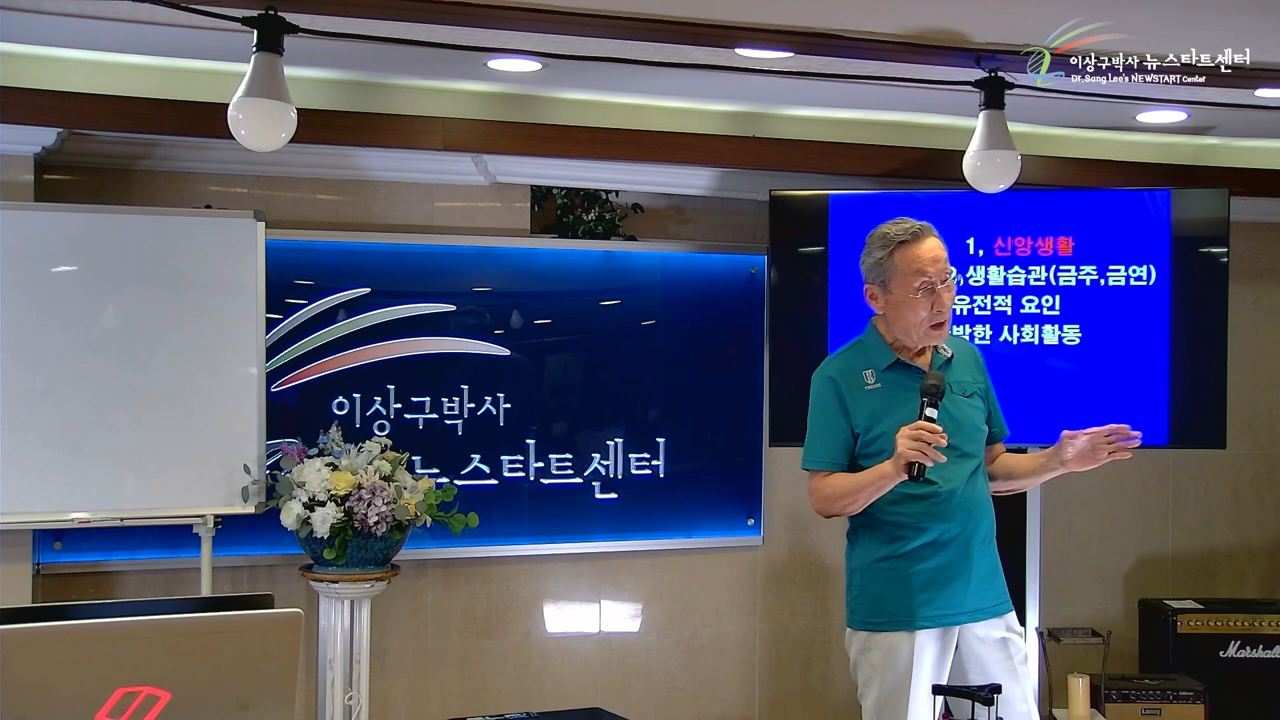 이상구박사 뉴스타트센터
Dr. Sang Lee's NEWSTART Center
1, 신앙생활
생활습관(금주,금연)
유전적 요인
사회활동
이상구박사
뉴스타트센터
Marshall
Laney